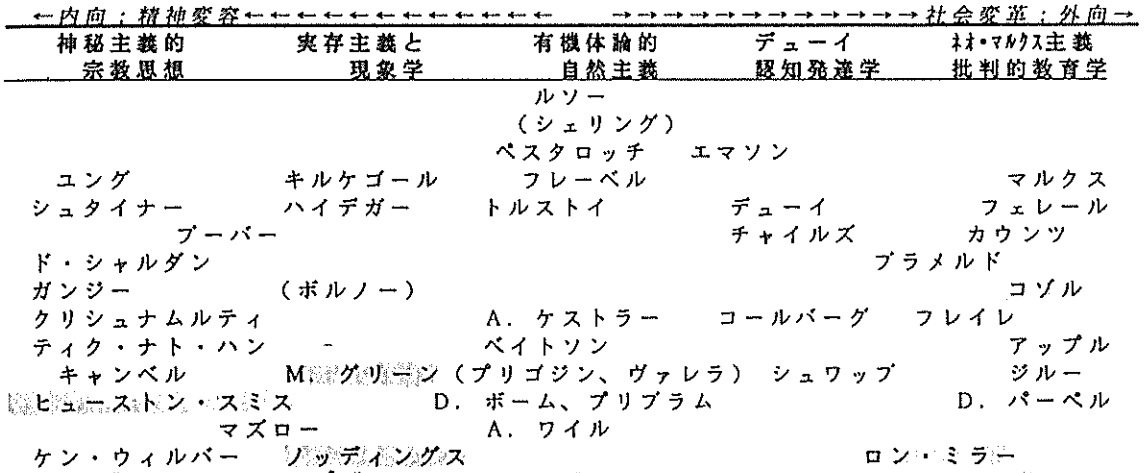 ←内向：精神変容←←←←←←←←←←←← →→→→→→→→→→→→社会変革：外向→
神秘主義的 実存主義と 有機体論的 デューイ ﾈｵ・ﾏﾙｸｽ主義
宗教思想 現象学 自然主義 認知発達学 批判的教育学
ルソー
(シェリング)
ペスタロッチ エマソン
ユング キルケゴール フレーベル マルクス
シュタイナー ハイデガー トルストイ デューイ フェレール
ブーバー チャイルズ カウンツ
ド・シャルダン ブラメルド
ガンジー (ボルノー) コゾル
クリシュナムルティ A. ケストラー コールバーグ フレイレ
ティク・ナト・ハン ベイトソン アップル
キャンベル M. グリーン (プリゴジン、ヴァレラ) シュワップ ジルー
ヒューストン・スミス D. ボーム、プリブラム D. パーペル
マズロー A. ワイル
ケン・ウィルバー ノッディングス ロン・ミラー